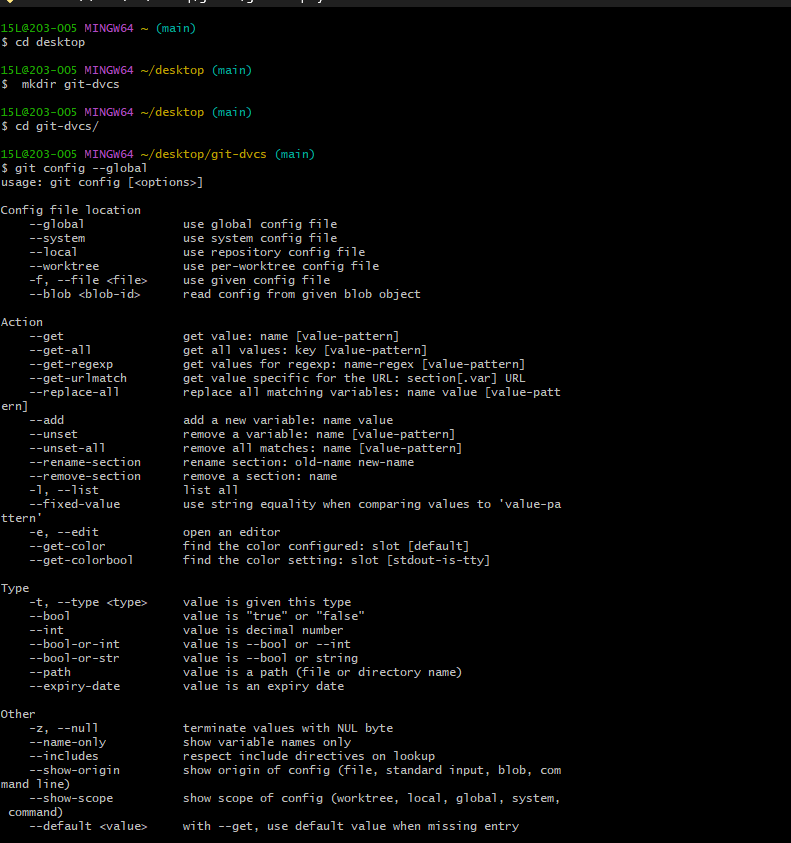 15L@203-005 MINGW64 ~ (main)
$ cd desktop

15L@203-005 MINGW64 ~/desktop (main)
$  mkdir git-dvcs

15L@203-005 MINGW64 ~/desktop (main)
$ cd git-dvcs/

15L@203-005 MINGW64 ~/desktop/git-dvcs (main)
$ git config --global
usage: git config [<options>]

Config file location
    --global              use global config file
    --system              use system config file
    --local               use repository config file
    --worktree            use per-worktree config file
    -f, --file <file>     use given config file
    --blob <blob-id>      read config from given blob object

Action
    --get                 get value: name [value-pattern]
    --get-all             get all values: key [value-pattern]
    --get-regexp          get values for regexp: name-regex [value-pattern]
    --get-urlmatch        get value specific for the URL: section[.var] URL
    --replace-all         replace all matching variables: name value [value-patt
ern]
    --add                 add a new variable: name value
    --unset               remove a variable: name [value-pattern]
    --unset-all           remove all matches: name [value-pattern]
    --rename-section      rename section: old-name new-name
    --remove-section      remove a section: name
    -l, --list            list all
    --fixed-value         use string equality when comparing values to 'value-pa
ttern'
    -e, --edit            open an editor
    --get-color           find the color configured: slot [default]
    --get-colorbool       find the color setting: slot [stdout-is-tty]

Type
    -t, --type <type>     value is given this type
    --bool                value is "true" or "false"
    --int                 value is decimal number
    --bool-or-int         value is --bool or --int
    --bool-or-str         value is --bool or string
    --path                value is a path (file or directory name)
    --expiry-date         value is an expiry date

Other
    -z, --null            terminate values with NUL byte
    --name-only           show variable names only
    --includes            respect include directives on lookup
    --show-origin         show origin of config (file, standard input, blob, com
mand line)
    --show-scope          show scope of config (worktree, local, global, system,
 command)
    --default <value>     with --get, use default value when missing entry